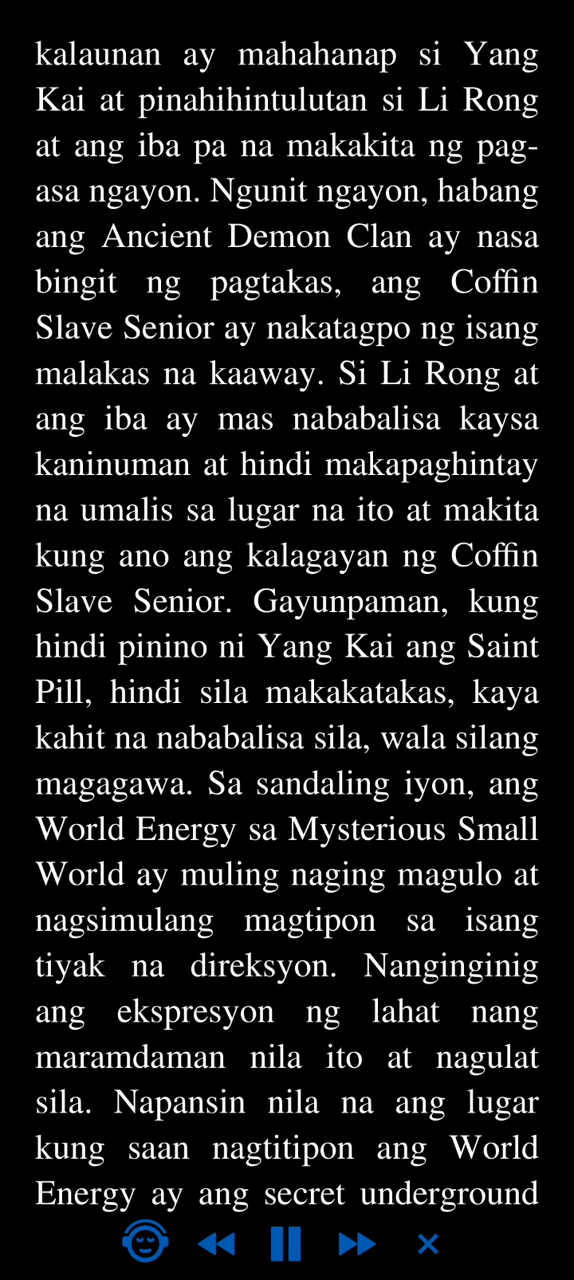 kalaunan ay mahahanap si Yang
Kai at pinahihintulutan si Li Rong
at ang iba pa na makakita ng pag-
asa ngayon. Ngunit ngayon, habang
ang Ancient Demon Clan ay nasa
bingit ng pagtakas, ang Coffin
Slave Senior ay nakatagpo ng isang
malakas na kaaway. Si Li Rong at
ang iba ay mas nababalisa kaysa
kaninuman at hindi makapaghintay
na umalis sa lugar na ito at makita
kung ano ang kalagayan ng Coffin
Slave Senior. Gayunpaman, kung
hindi pinino ni Yang Kai ang Saint
Pill, hindi sila makakatakas, kaya
kahit na nababalisa sila, wala silang
magagawa. Sa sandaling iyon, ang
World Energy sa Mysterious Small
World ay muling naging magulo at
nagsimulang magtipon sa isang
tiyak na direksyon. Nanginginig
ang ekspresyon ng lahat nang
maramdaman nila ito at nagulat
sila. Napansin nila na ang lugar
kung saan nagtitipon ang World
Energy ay ang secret underground